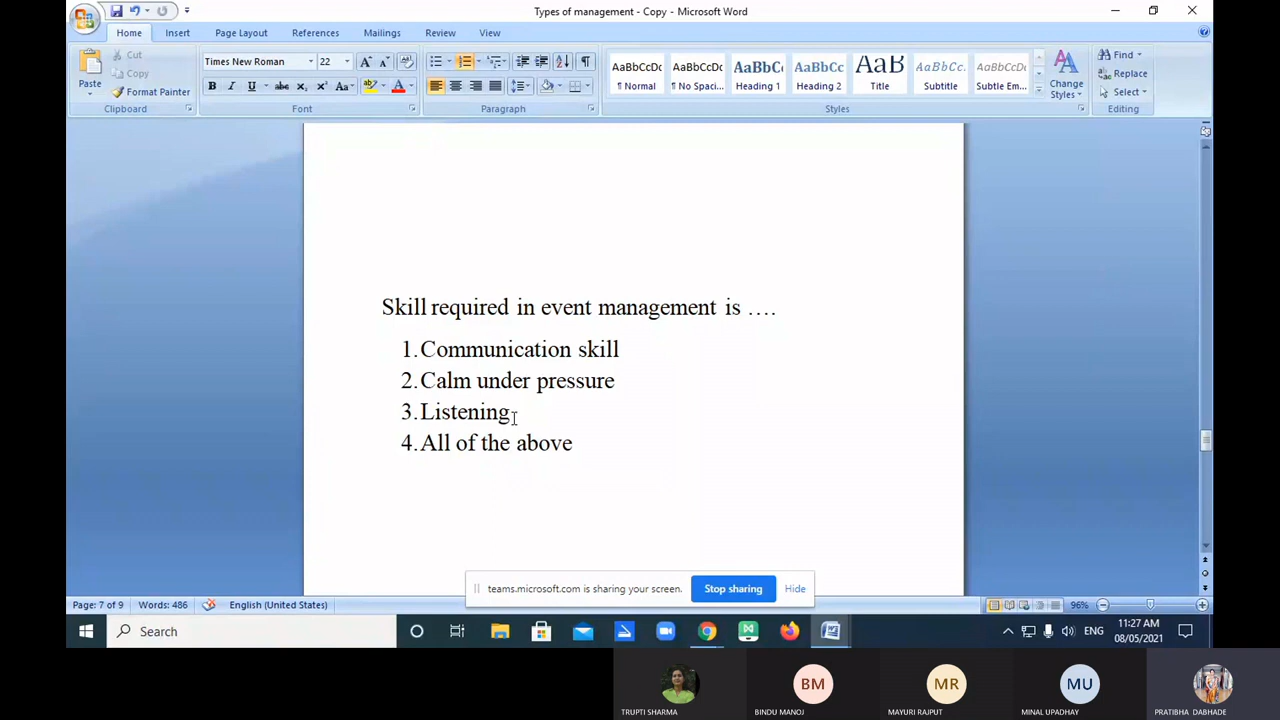 Types of management - Copy - Microsoft Word
Home Insert Page Layout References Mailings Review View
Paste
Cut
Copy
Format Painter
Clipboard
Times New Roman 22
Font
Paragraph
AaBbCcDc AaBbCcDc AaBbCc AaBbCc AaB AaBbCc. AaBbCcDc
¶ Normal ¶ No Spaci... Heading 1 Heading 2 Title Subtitle Subtle Em...
Styles
Change Styles
Find
Replace
Select
Editing
Skill required in event management is ….
1. Communication skill
2. Calm under pressure
3. Listening
4. All of the above
teams.microsoft.com is sharing your screen. Stop sharing Hide
Page: 7 of 9 Words: 486 English (United States) 96%
Search ENG 11:27 AM
08/05/2021
BM MR MU
TRUPTI SHARMA BINDU MANOJ MAYURI RAJPUT MINAL UPADHAY PRATIBHA DABHADE